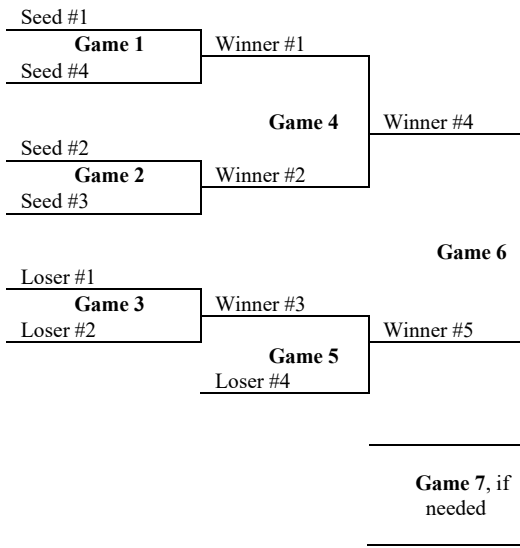 Seed #1
Game 1
Winner #1
Seed #4
Game 4
Winner #4
Seed #2
Game 2
Winner #2
Seed #3
Game 6
Loser #1
Game 3
Winner #3
Loser #2
Winner #5
Game 5
Loser #4
Game 7, if
needed